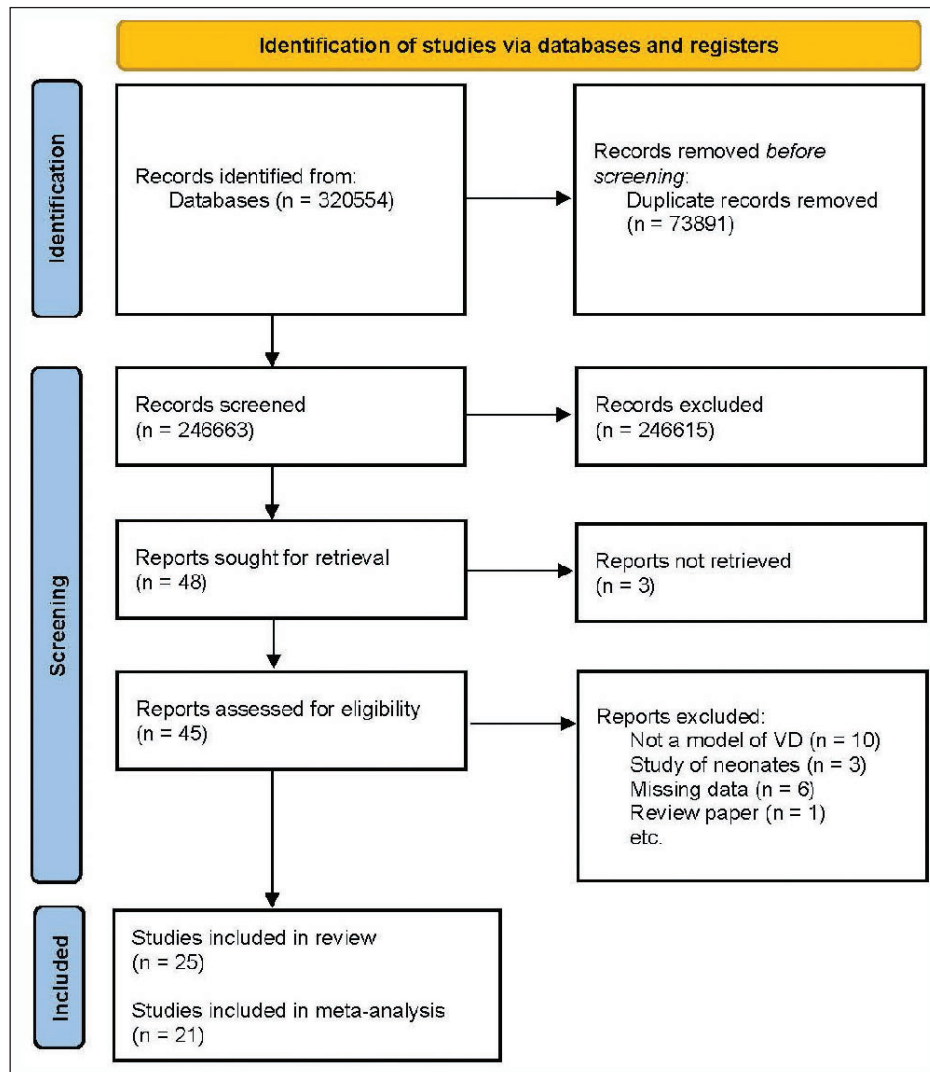 Identification of studies via databases and registers
Identification
Records identified from:
Databases (n = 320554)
Records removed before
screening:
Duplicate records removed
(n = 73891)
Screening
Records screened
(n = 246663)
Records excluded
(n = 246615)
Reports sought for retrieval
(n = 48)
Reports not retrieved
(n = 3)
Reports assessed for eligibility
(n = 45)
Reports excluded:
Not a model of VD (n = 10)
Study of neonates (n = 3)
Missing data (n = 6)
Review paper (n = 1)
etc.
Included
Studies included in review
(n = 25)
Studies included in meta-analysis
(n = 21)